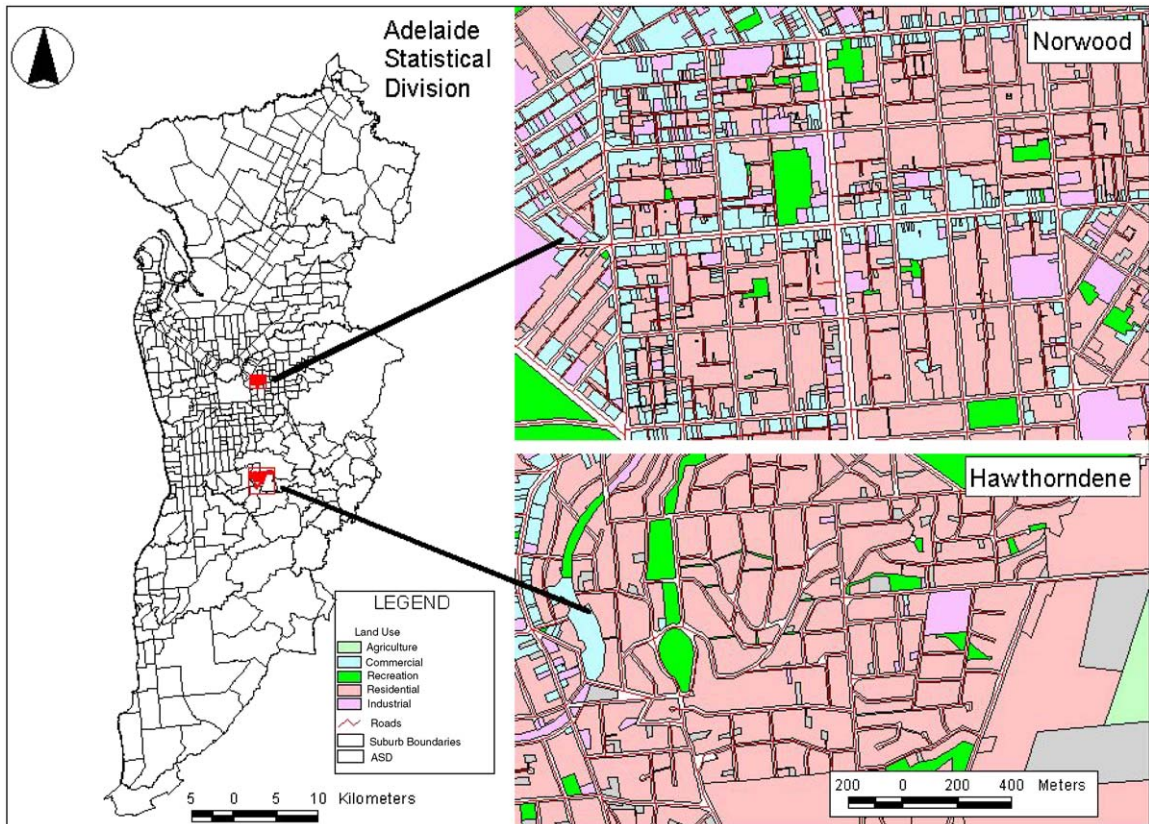 Adelaide
Statistical
Division
Norwood
Hawthorndene
LEGEND
Land Use
Agriculture
Commercial
Recreation
Residential
Industrial
Roads
Suburb Boundaries
ASD
5 0 5 10 Kilometers
200 0 200 400 Meters